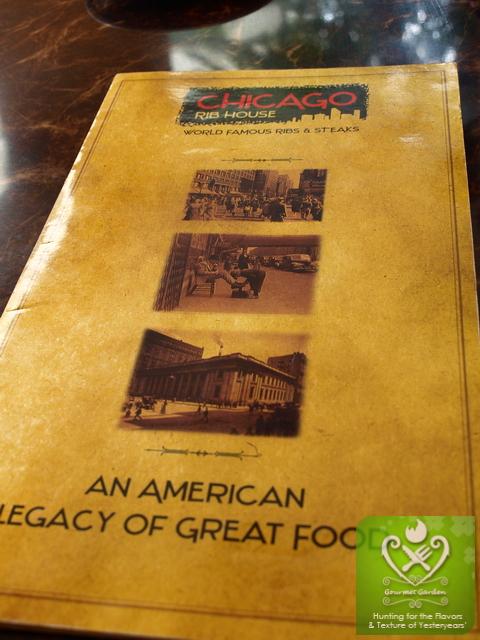 CHICAGO
RIB HOUSE
WORLD FAMOUS RIBS & STEAKS
AN AMERICAN
LEGACY OF GREAT FOOD
Gourmet Garden
Hunting for the Flavors
& Texture of Yesteryears'